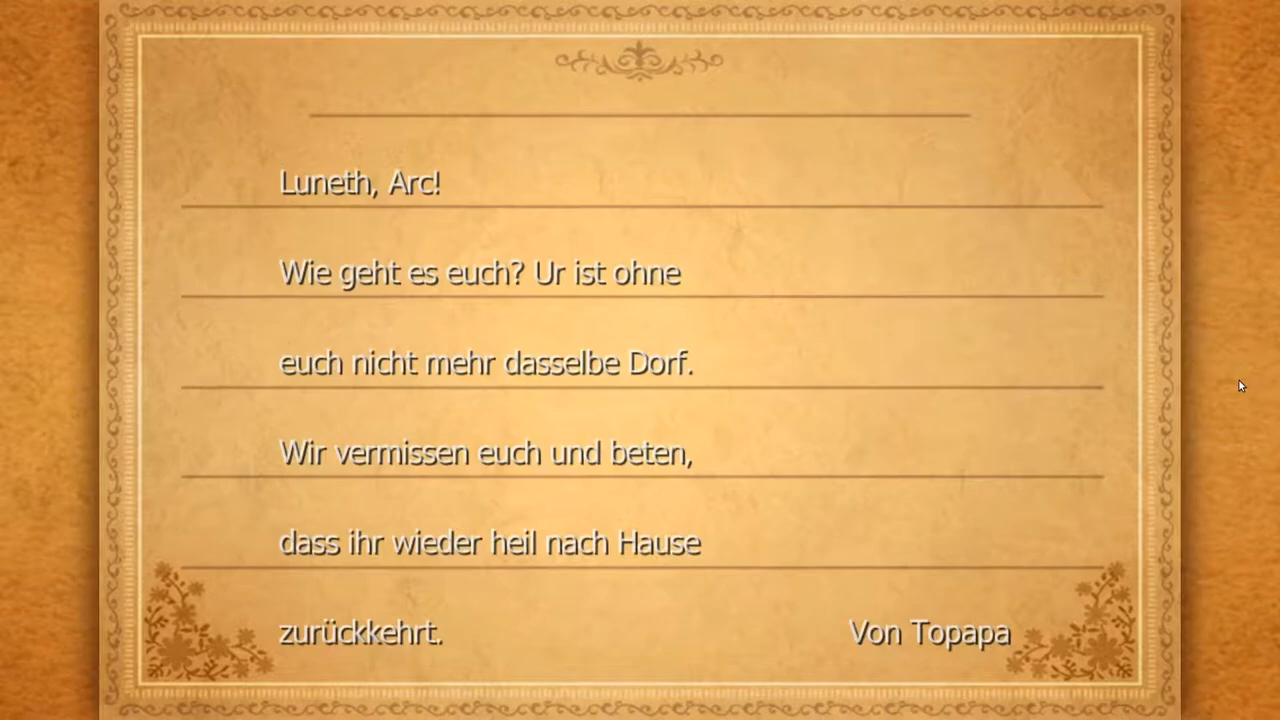 Luneth, Arc!
Wie geht es euch? Ur ist ohne
euch nicht mehr dasselbe Dorf.
Wir vermissen euch und beten,
dass ihr wieder heil nach Hause
zurückkehrt. Von Topapa